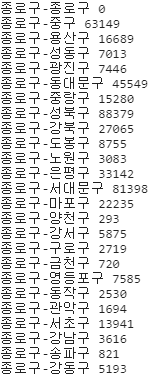 종로구-종로구 0
종로구-중구 63149
종로구-용산구 16689
종로구-성동구 7013
종로구-광진구 7446
종로구-동대문구 45549
종로구-중랑구 15280
종로구-성북구 88379
종로구-강북구 27065
종로구-도봉구 8755
종로구-노원구 3083
종로구-은평구 33142
종로구-서대문구 81398
종로구-마포구 22235
종로구-양천구 293
종로구-강서구 5875
종로구-구로구 2719
종로구-금천구 720
종로구-영등포구 7585
종로구-동작구 2530
종로구-관악구 1694
종로구-서초구 13941
종로구-강남구 3616
종로구-송파구 821
종로구-강동구 5193